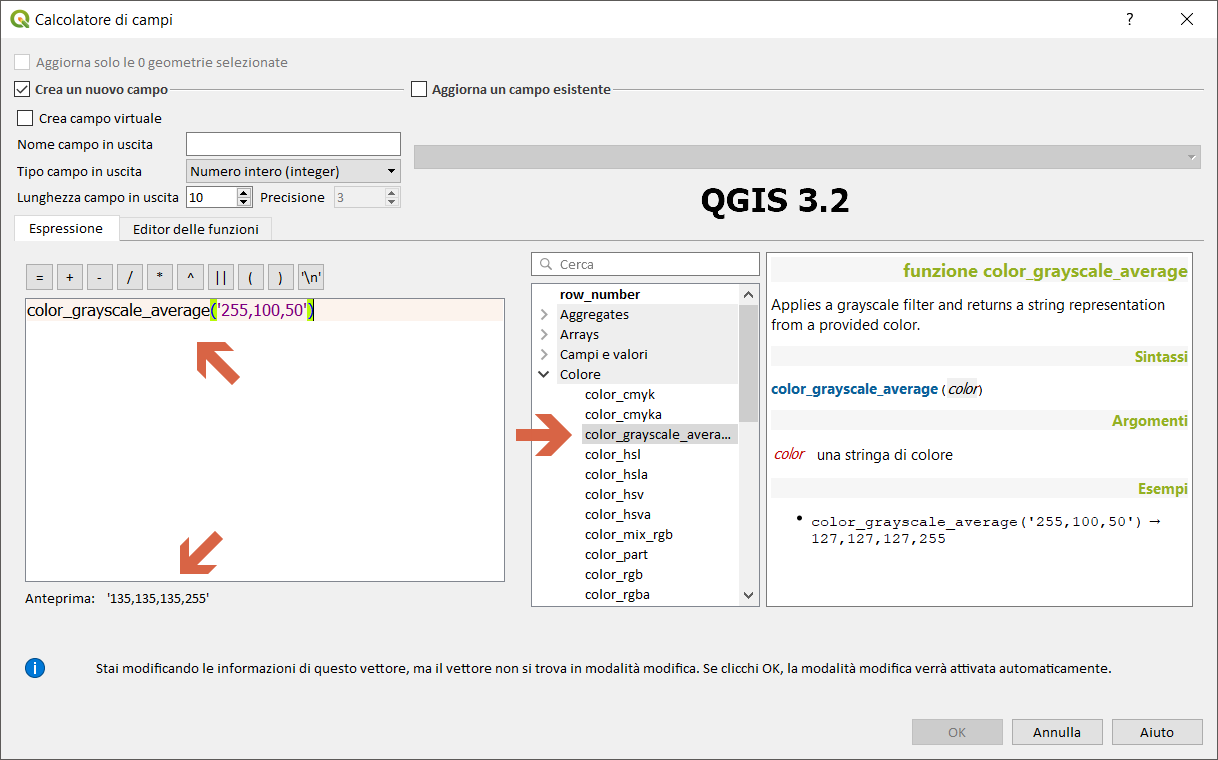 Calcolatore di campi
?
Aggiorna solo le 0 geometrie selezionate
Crea un nuovo campo
Aggiorna un campo esistente
Crea campo virtuale
Nome campo in uscita
Tipo campo in uscita Numero intero (integer)
Lunghezza campo in uscita 10 Precisione 3
QGIS 3.2
Espressione Editor delle funzioni
= + - / * ^ || ( ) '\n'
color_grayscale_average('255,100,50')
Anteprima: '135,135,135,255'
Cerca
row_number
Aggregates
Arrays
Campi e valori
Colore
color_cmyk
color_cmyka
color_grayscale_avera...
color_hsl
color_hsla
color_hsv
color_hsva
color_mix_rgb
color_part
color_rgb
color_rgba
funzione color_grayscale_average
Applies a grayscale filter and returns a string representation
from a provided color.
Sintassi
color_grayscale_average (color)
Argomenti
color una stringa di colore
Esempi
• color_grayscale_average('255,100,50') →
127,127,127,255
i
Stai modificando le informazioni di questo vettore, ma il vettore non si trova in modalità modifica. Se clicchi OK, la modalità modifica verrà attivata automaticamente.
OK Annulla Aiuto